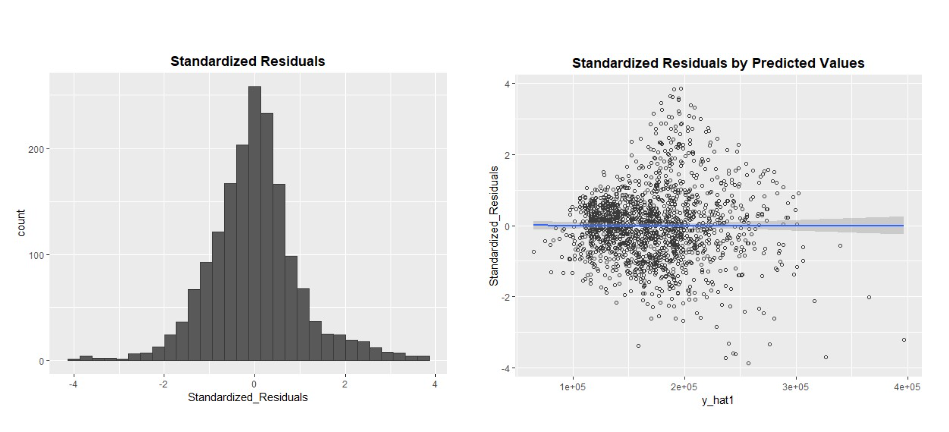 Standardized Residuals
count
200
100
0
-4
-2
0
2
4
Standardized_Residuals
Standardized Residuals by Predicted Values
Standardized_Residuals
4
2
0
-2
-4
1e+05
2e+05
3e+05
4e+05
y_hat1